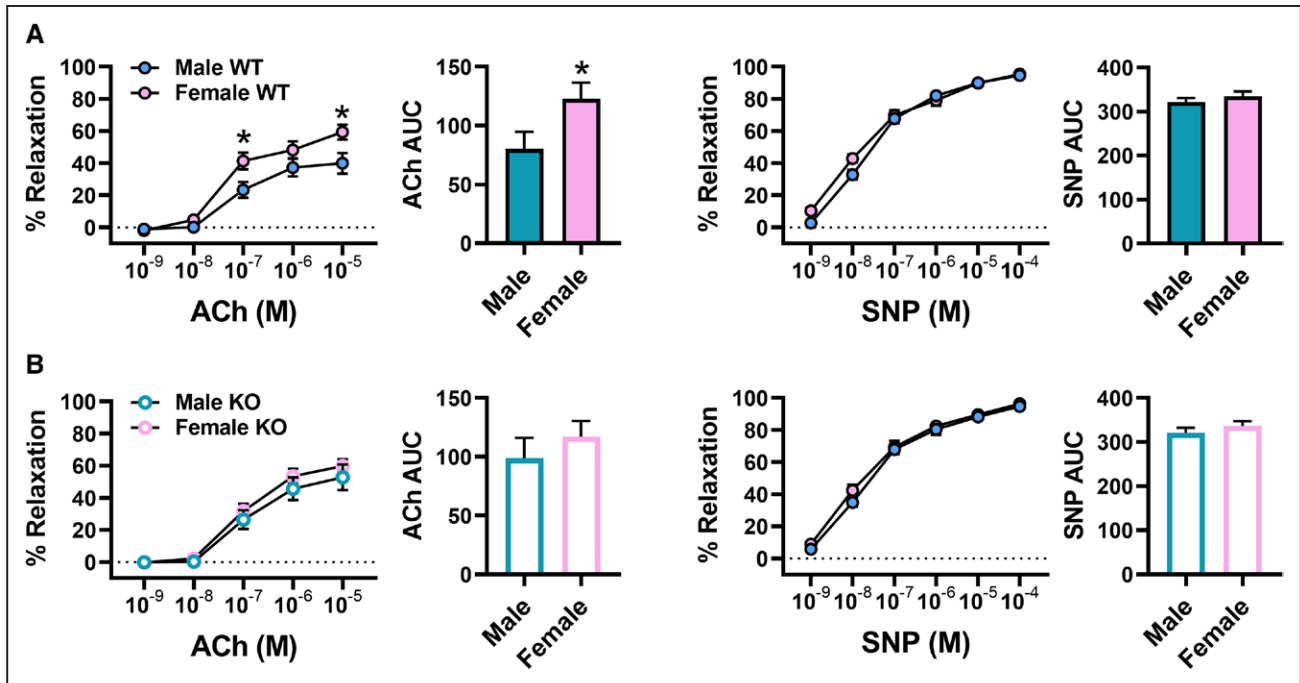 A
% Relaxation
100
80
60
40
20
0
Male WT
Female WT
*
*
10-9 10-8 10-7 10-6 10-5
ACh (M)
ACh AUC
150
100
50
0
*
Male
Female
% Relaxation
100
80
60
40
20
0
10-9 10-8 10-7 10-6 10-5 10-4
SNP (M)
SNP AUC
400
300
200
100
0
Male
Female
B
% Relaxation
100
80
60
40
20
0
Male KO
Female KO
10-9 10-8 10-7 10-6 10-5
ACh (M)
ACh AUC
150
100
50
0
Male
Female
% Relaxation
100
80
60
40
20
0
10-9 10-8 10-7 10-6 10-5 10-4
SNP (M)
SNP AUC
400
300
200
100
0
Male
Female